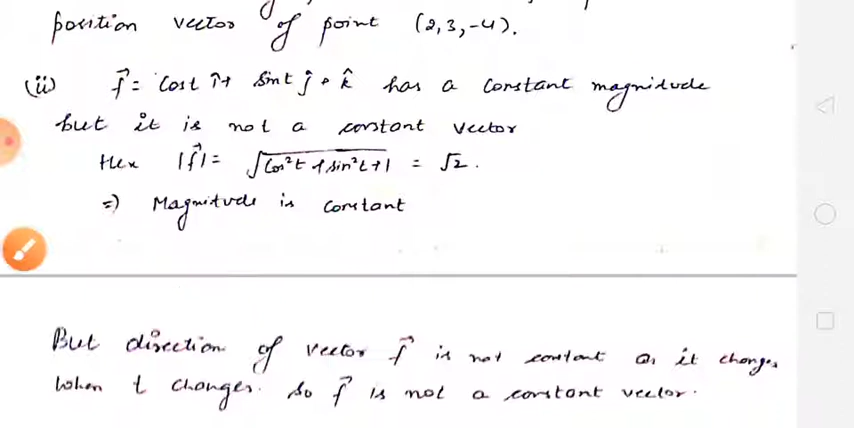 position vector of point (2,3,-4).
(ii) f⃗ = Cost î + Sint ĵ + k̂ has a constant magnitude
but it is not a constant vector
Here |f⃗| = √(Cos²t + Sin²t + 1) = √2.
⇒) Magnitude is constant
But direction of vector f⃗ is not constant as it changes
when t changes. So f⃗ is not a constant vector.